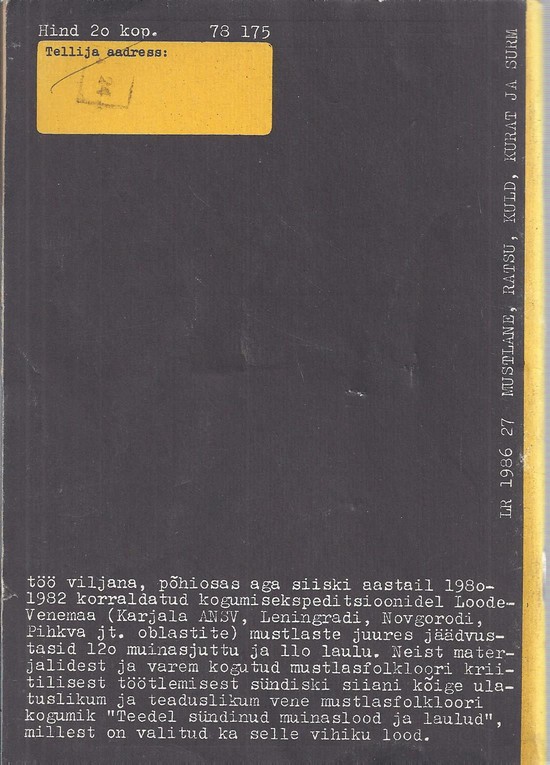 Hind 2o kop. 78 175
Tellija aadress:
24
LR 1986 27 MUSTLANE, RATSU, KULD, KURAT JA SURM
töö viljana, põhiosas aga siiski aastail 198o-
1982 korraldatud kogumisekspeditsioonidel Loode-
Venemaa (Karjala ANSV, Leningradi, Novgorodi,
Pihkva jt. oblastite) mustlaste juures jäädvus-
tasid 12o muinasjuttu ja 11o laulu. Neist mater-
jalidest ja varem kogutud mustlasfolkloori krii-
tilisest töötlemisest sündiski siiani kõige ula-
tuslikum ja teaduslikum vene mustlasfolkloori
kogumik "Teedel sündinud muinaslood ja laulud",
millest on valitud ka selle vihiku lood.